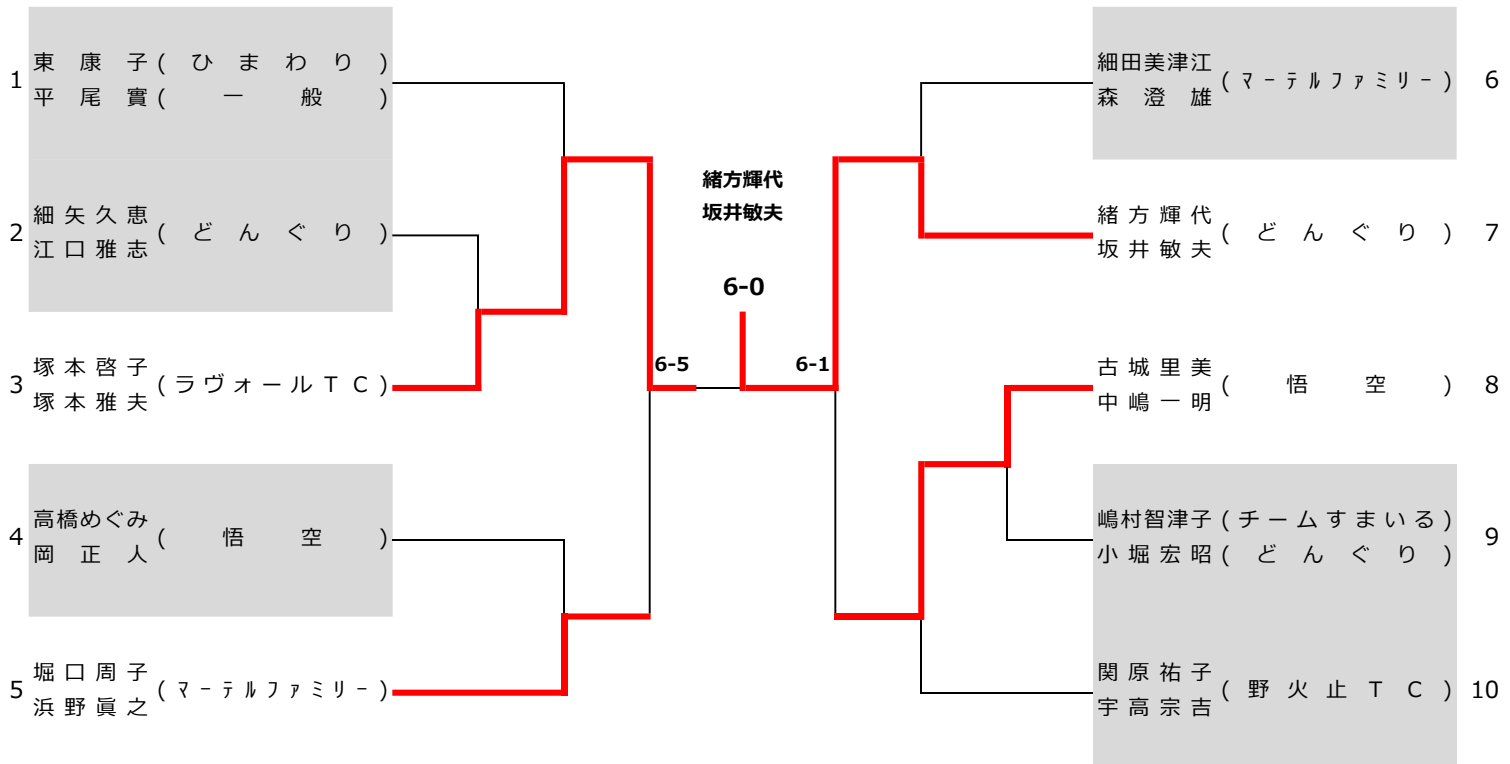 1 東康子(ひまわり)
平尾實(一般)
2 細矢久恵(どんぐり)
江口雅志
3 塚本啓子(ラヴォールTC)
塚本雅夫
4 高橋めぐみ(悟空)
岡正人
5 堀口周子(マーテルファミリー)
浜野眞之
緒方輝代
坂井敏夫
6-0
6-5
6-1
細田美津江(マーテルファミリー) 6
森澄雄
緒方輝代(どんぐり) 7
坂井敏夫
古城里美(悟空) 8
中嶋一明
嶋村智津子(チームすまいる) 9
小堀宏昭(どんぐり)
関原祐子(野火止TC) 10
宇高宗吉